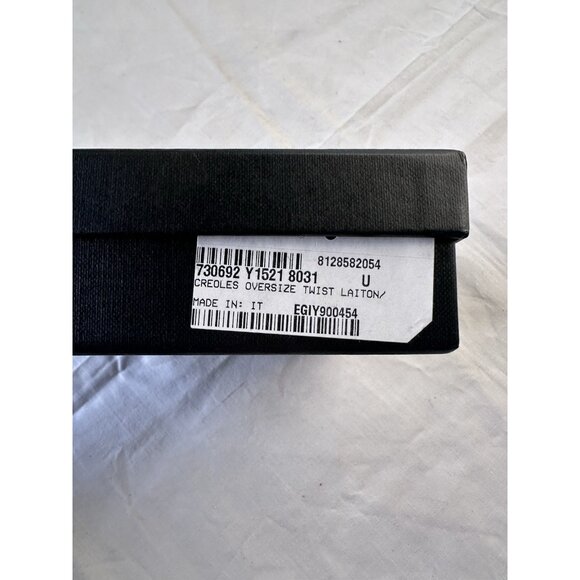 8128582054
730692 Y1521 8031 U
CREOLES OVERSIZE TWIST LAITON/
MADE IN: IT EGIY900454